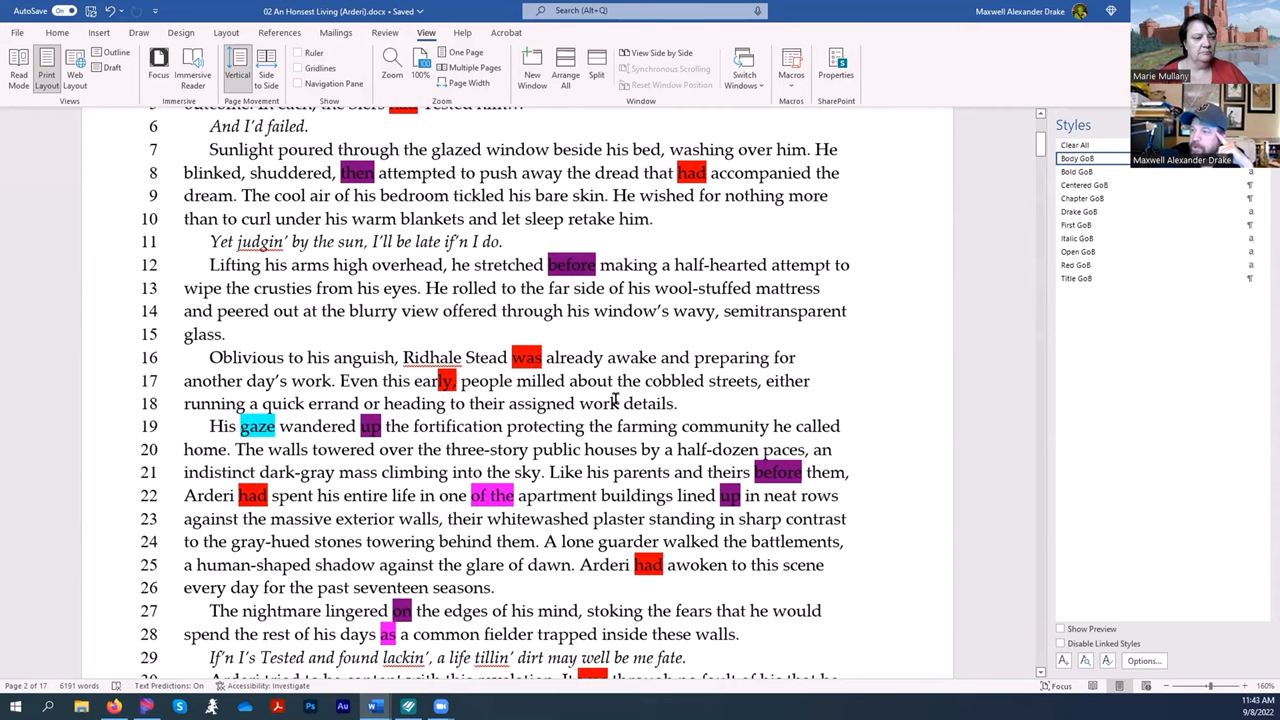 AutoSave On
02 An Honsest Living (Arderi).docx • Saved
Search (Alt+Q)
Maxwell Alexander Drake
File Home Insert Draw Design Layout References Mailings Review View Help Acrobat
Read Mode
Print Layout
Web Layout
Outline
Draft
Views
Focus
Immersive Reader
Immersive
Vertical
Side to Side
Page Movement
Ruler
Gridlines
Navigation Pane
Show
Zoom
100%
One Page
Multiple Pages
Page Width
Zoom
New Window
Arrange All
Split
View Side by Side
Synchronous Scrolling
Reset Window Position
Switch Windows
Window
Macros
Macros
Properties
SharePoint
Marie Mullany
Maxwell Alexander Drake
6 And I'd failed.
7 Sunlight poured through the glazed window beside his bed, washing over him. He
8 blinked, shuddered, then attempted to push away the dread that had accompanied the
9 dream. The cool air of his bedroom tickled his bare skin. He wished for nothing more
10 than to curl under his warm blankets and let sleep retake him.
11 Yet judgin' by the sun, I'll be late if'n I do.
12 Lifting his arms high overhead, he stretched before making a half-hearted attempt to
13 wipe the crusties from his eyes. He rolled to the far side of his wool-stuffed mattress
14 and peered out at the blurry view offered through his window's wavy, semitransparent
15 glass.
16 Oblivious to his anguish, Ridhale Stead was already awake and preparing for
17 another day's work. Even this early, people milled about the cobbled streets, either
18 running a quick errand or heading to their assigned work details.
19 His gaze wandered up the fortification protecting the farming community he called
20 home. The walls towered over the three-story public houses by a half-dozen paces, an
21 indistinct dark-gray mass climbing into the sky. Like his parents and theirs before them,
22 Arderi had spent his entire life in one of the apartment buildings lined up in neat rows
23 against the massive exterior walls, their whitewashed plaster standing in sharp contrast
24 to the gray-hued stones towering behind them. A lone guarder walked the battlements,
25 a human-shaped shadow against the glare of dawn. Arderi had awoken to this scene
26 every day for the past seventeen seasons.
27 The nightmare lingered on the edges of his mind, stoking the fears that he would
28 spend the rest of his days as a common fielder trapped inside these walls.
29 If'n I's Tested and found lackin', a life tillin' dirt may well be me fate.
Styles
Clear All
Body GoB
Bold GoB a
Centered GoB ¶
Chapter GoB ¶
Drake GoB a
First GoB ¶
Italic GoB a
Open GoB a
Red GoB a
Title GoB ¶
Show Preview
Disable Linked Styles
Options...
Page 2 of 17 6191 words Text Predictions: On Accessibility: Investigate
Focus
160%
11:43 AM
9/8/2022